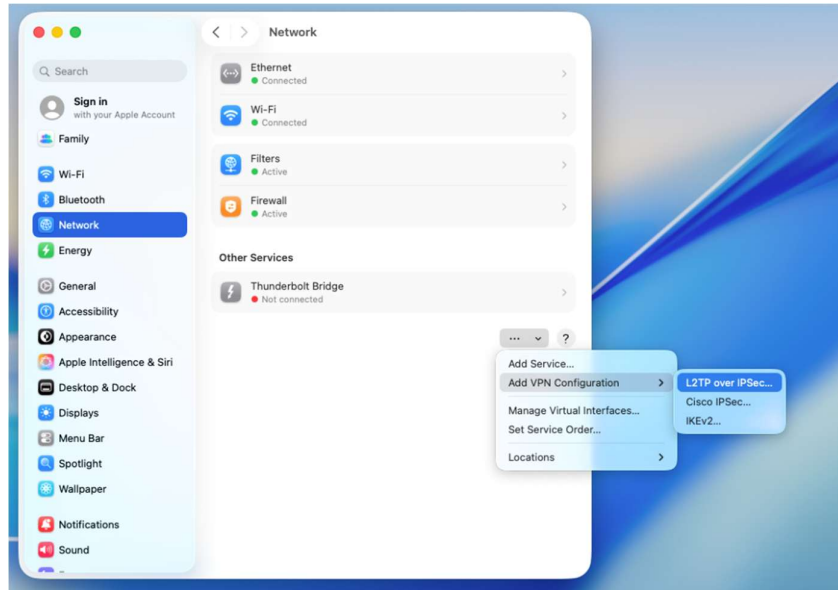 Network
Search
Sign in
with your Apple Account
Family
Wi-Fi
Bluetooth
Network
Energy
General
Accessibility
Appearance
Apple Intelligence & Siri
Desktop & Dock
Displays
Menu Bar
Spotlight
Wallpaper
Notifications
Sound
Ethernet
Connected
Wi-Fi
Connected
Filters
Active
Firewall
Active
Other Services
Thunderbolt Bridge
Not connected
... ?
Add Service...
Add VPN Configuration
Manage Virtual Interfaces...
Set Service Order...
Locations
L2TP over IPSec...
Cisco IPSec...
IKEv2...